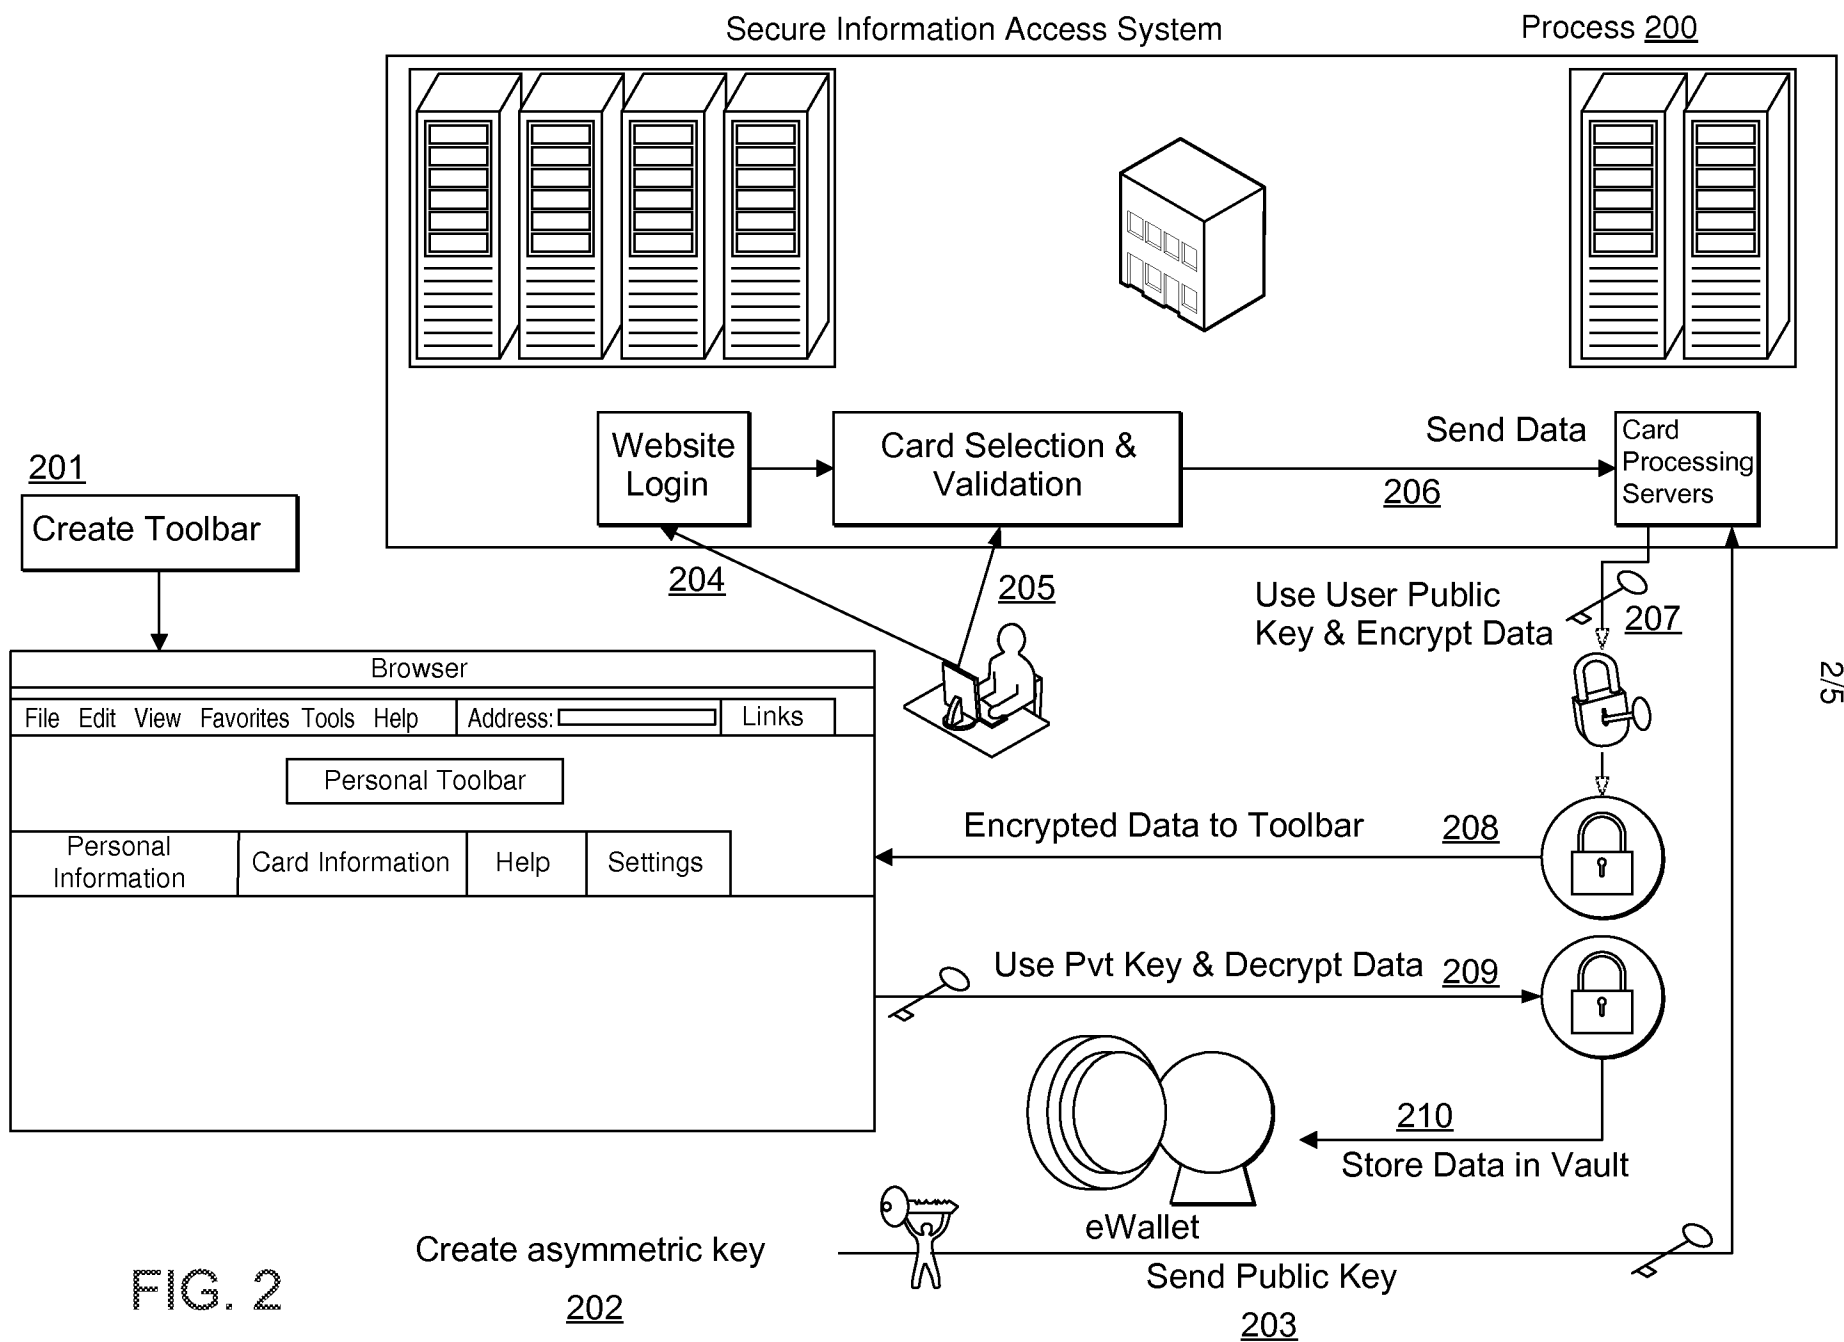 Secure Information Access System
Process 200
Website
Login
Card Selection &
Validation
Send Data
206
Card
Processing
Servers
201
Create Toolbar
204
205
Use User Public
Key & Encrypt Data
207
2/5
Browser
File Edit View Favorites Tools Help Address: Links
Personal Toolbar
Personal
Information
Card Information
Help
Settings
Encrypted Data to Toolbar 208
Use Pvt Key & Decrypt Data 209
210
Store Data in Vault
eWallet
Create asymmetric key
202
Send Public Key
203
FIG. 2